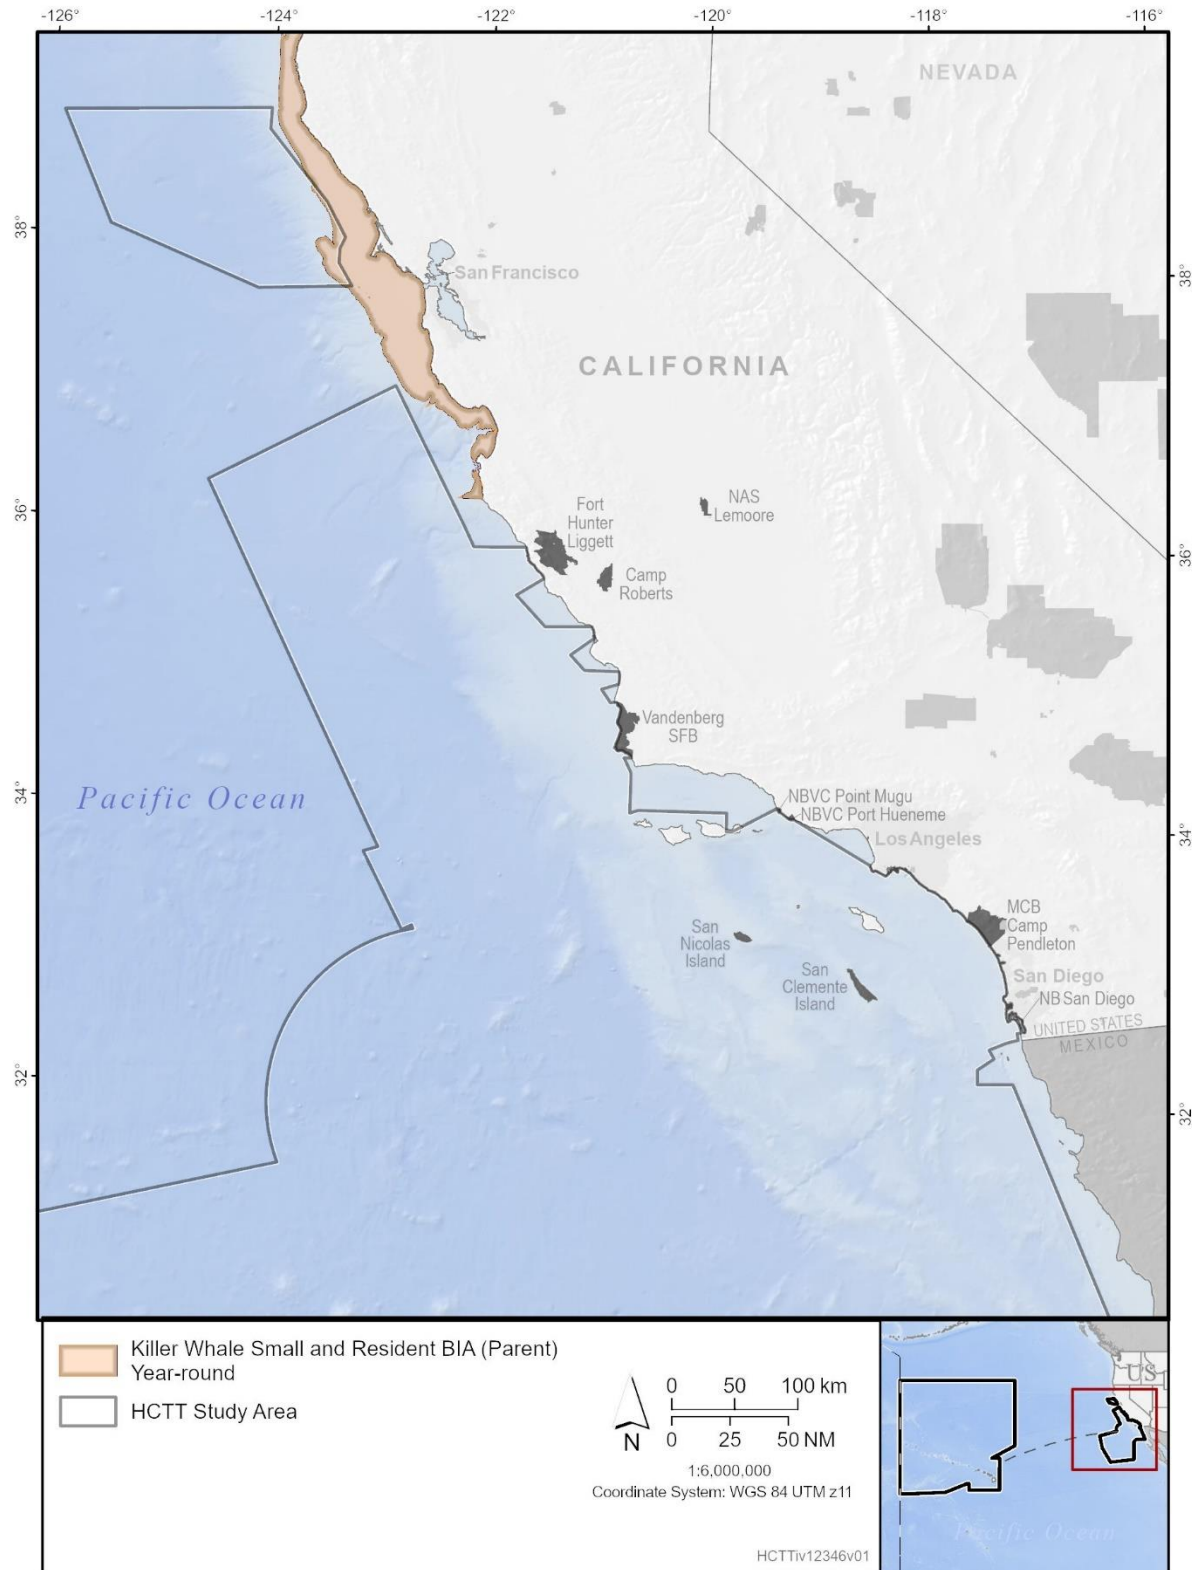 -126° -124° -122° -120° -118° -116°
NEVADA
38°
San Francisco
38°
CALIFORNIA
36°
Fort
Hunter
Liggett
NAS
Lemoore
36°
Camp
Roberts
Vandenberg
SFB
Pacific Ocean
34°
NBVC Point Mugu
NBVC Port Hueneme
34°
Los Angeles
MCB
Camp
Pendleton
San
Nicolas
Island
San
Clemente
Island
San Diego
NB San Diego
UNITED STATES
MEXICO
32°
32°
Killer Whale Small and Resident BIA (Parent)
Year-round
HCTT Study Area
N
0 50 100 km
0 25 50 NM
1:6,000,000
Coordinate System: WGS 84 UTM z11
HCTTiv12346v01
US
Pacific Ocean